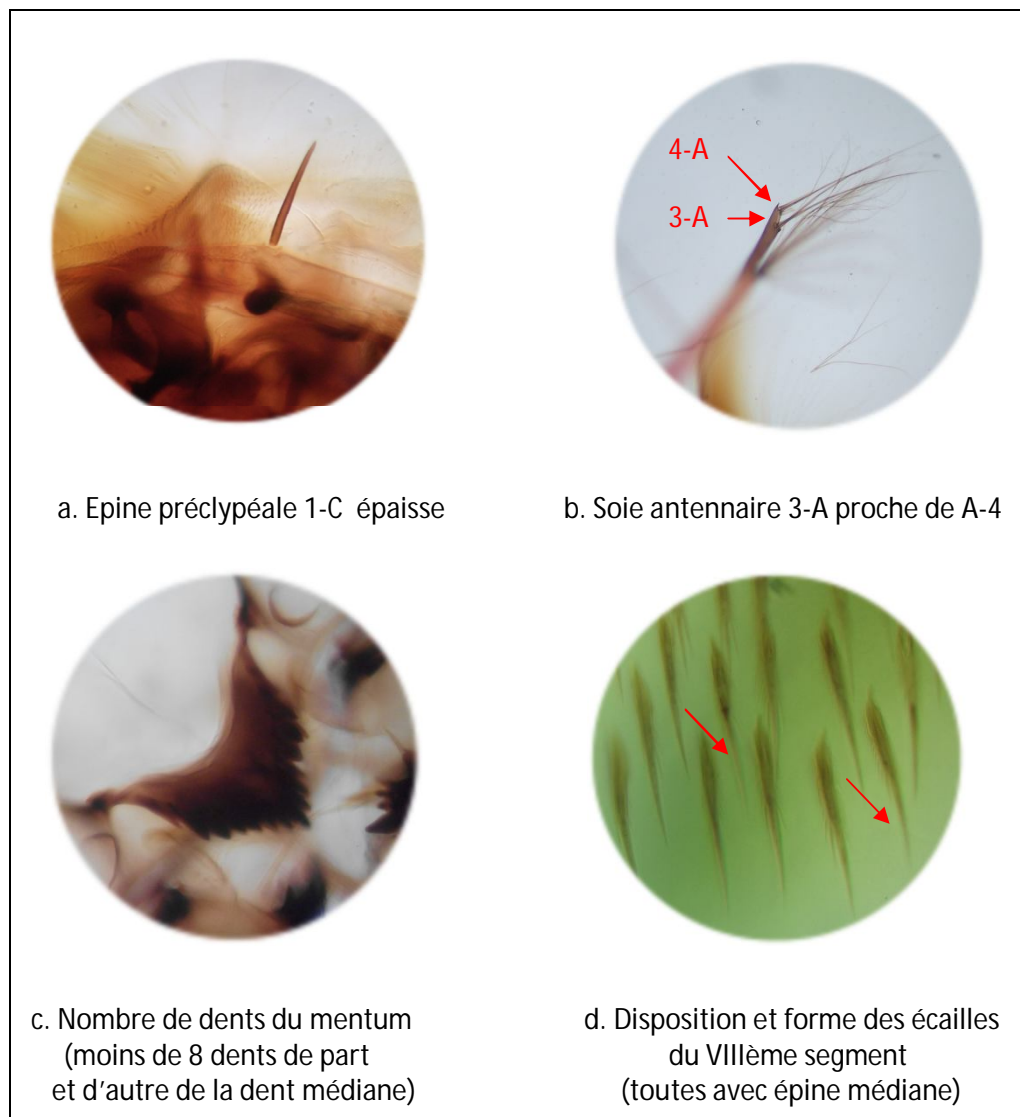 4-A
3-A
a. Epine préclypéale 1-C épaisse
b. Soie antennaire 3-A proche de A-4
c. Nombre de dents du mentum
(moins de 8 dents de part
et d'autre de la dent médiane)
d. Disposition et forme des écailles
du VIIIème segment
(toutes avec épine médiane)